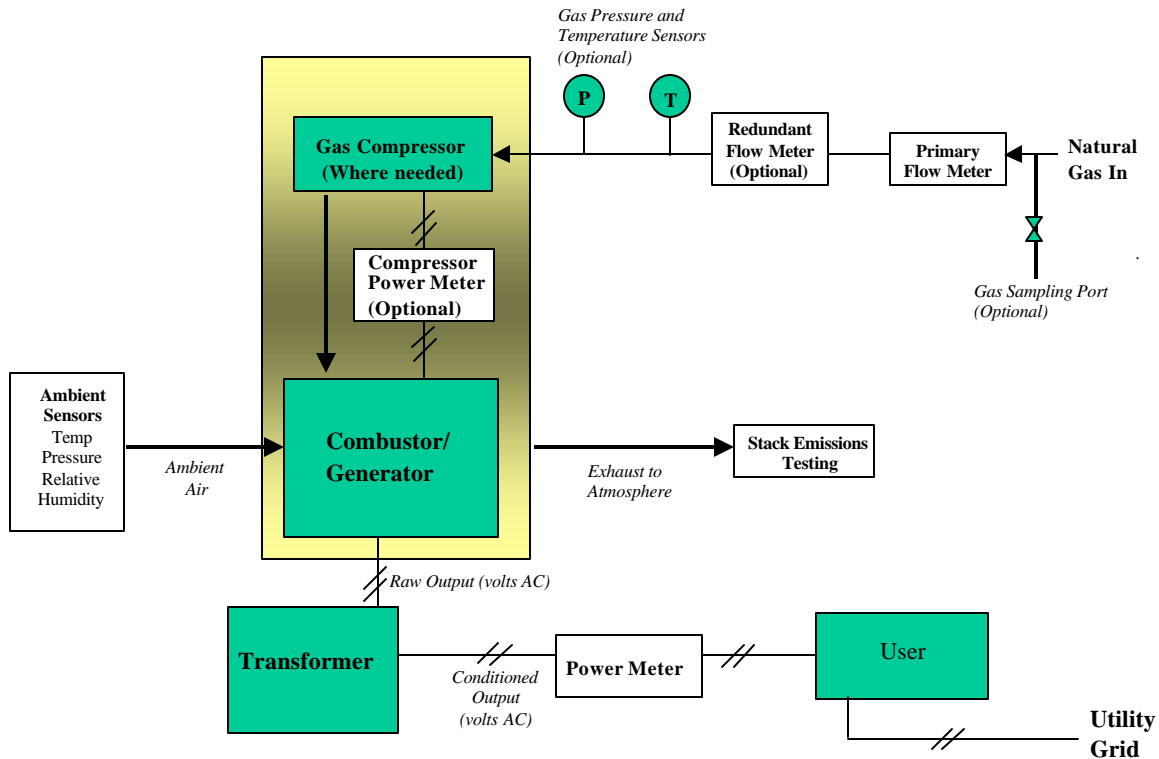 Gas Pressure and
Temperature Sensors
(Optional)
P
T
Gas Compressor
(Where needed)
Redundant
Flow Meter
(Optional)
Primary
Flow Meter
Natural
Gas In
Compressor
Power Meter
(Optional)
Gas Sampling Port
(Optional)
.
Ambient
Sensors
Temp
Pressure
Relative
Humidity
Ambient
Air
Combustor/
Generator
Exhaust to
Atmosphere
Stack Emissions
Testing
Raw Output (volts AC)
Transformer
Conditioned
Output
(volts AC)
Power Meter
User
Utility
Grid